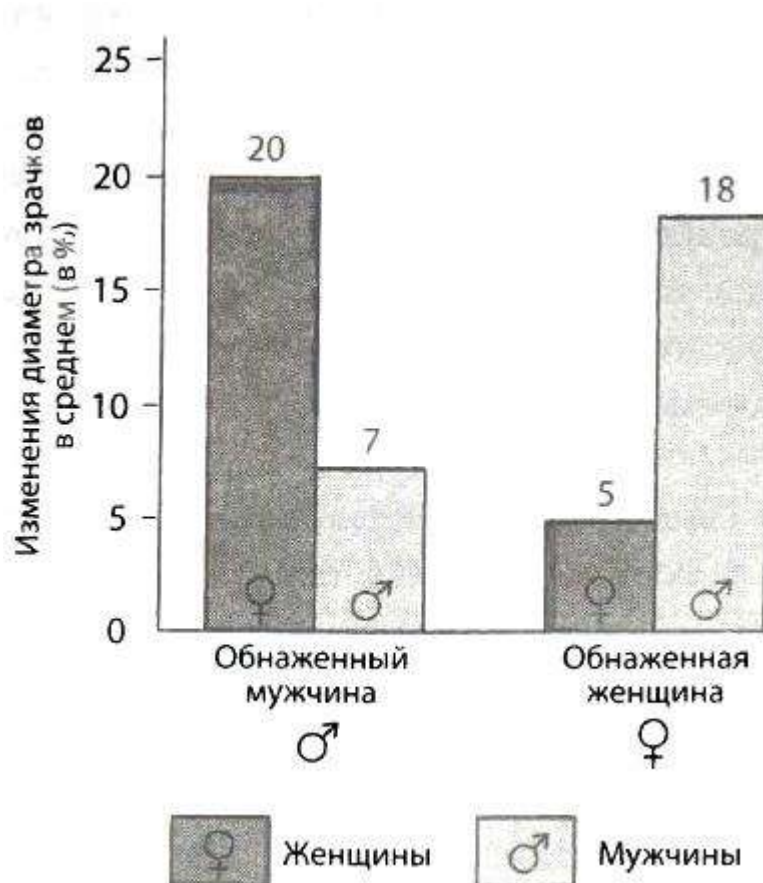 Изменения диаметра зрачков
в среднем (в %)
25
20
15
10
5
0
20
7
5
18
♀
♂
♀
♂
Обнаженный
мужчина
♂
Обнаженная
женщина
♀
♀ Женщины
♂ Мужчины